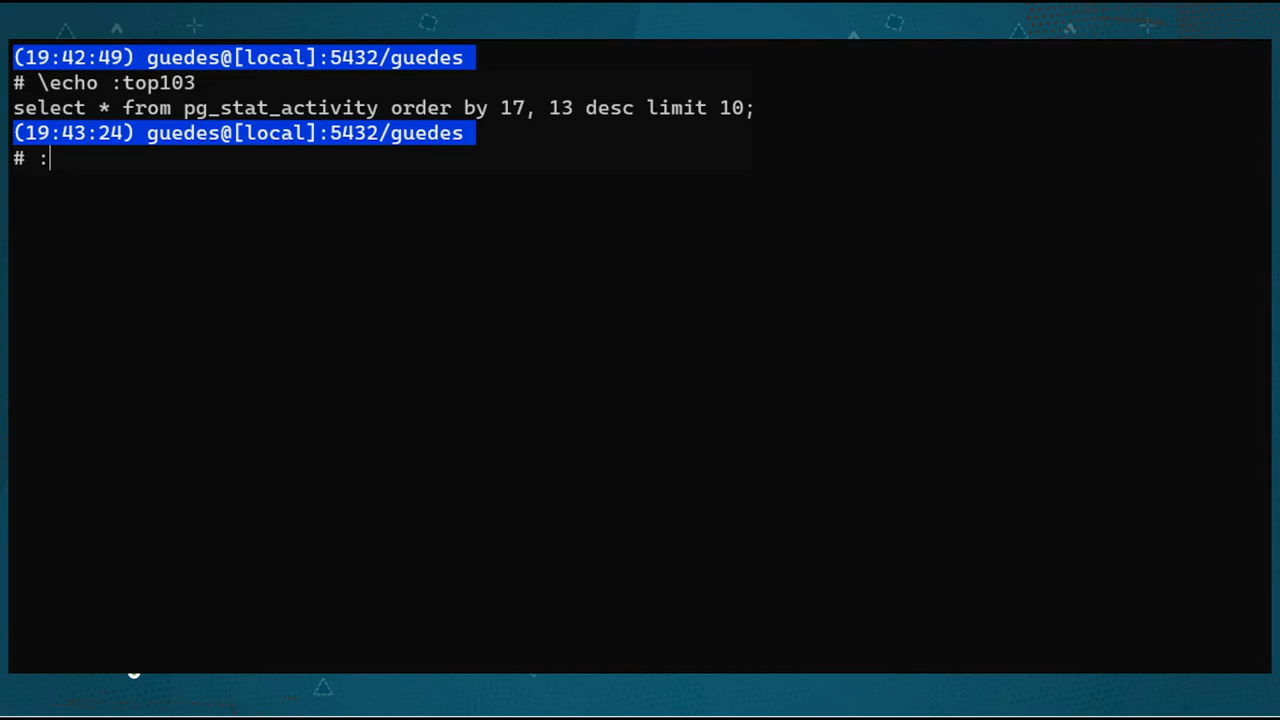 (19:42:49) guedes@[local]:5432/guedes
# \echo :top103
select * from pg_stat_activity order by 17, 13 desc limit 10;
(19:43:24) guedes@[local]:5432/guedes
# :